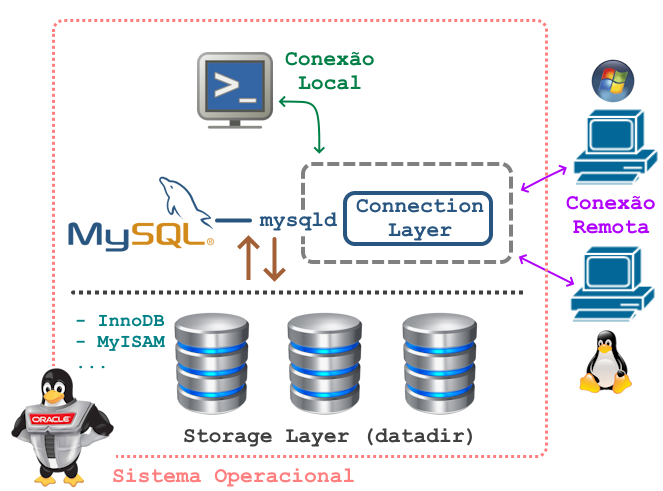 Conexão
Local
>_
MySQL®
mysqld
Connection
Layer
Conexão
Remota
- InnoDB
- MyISAM
...
ORACLE
Storage Layer (datadir)
Sistema Operacional